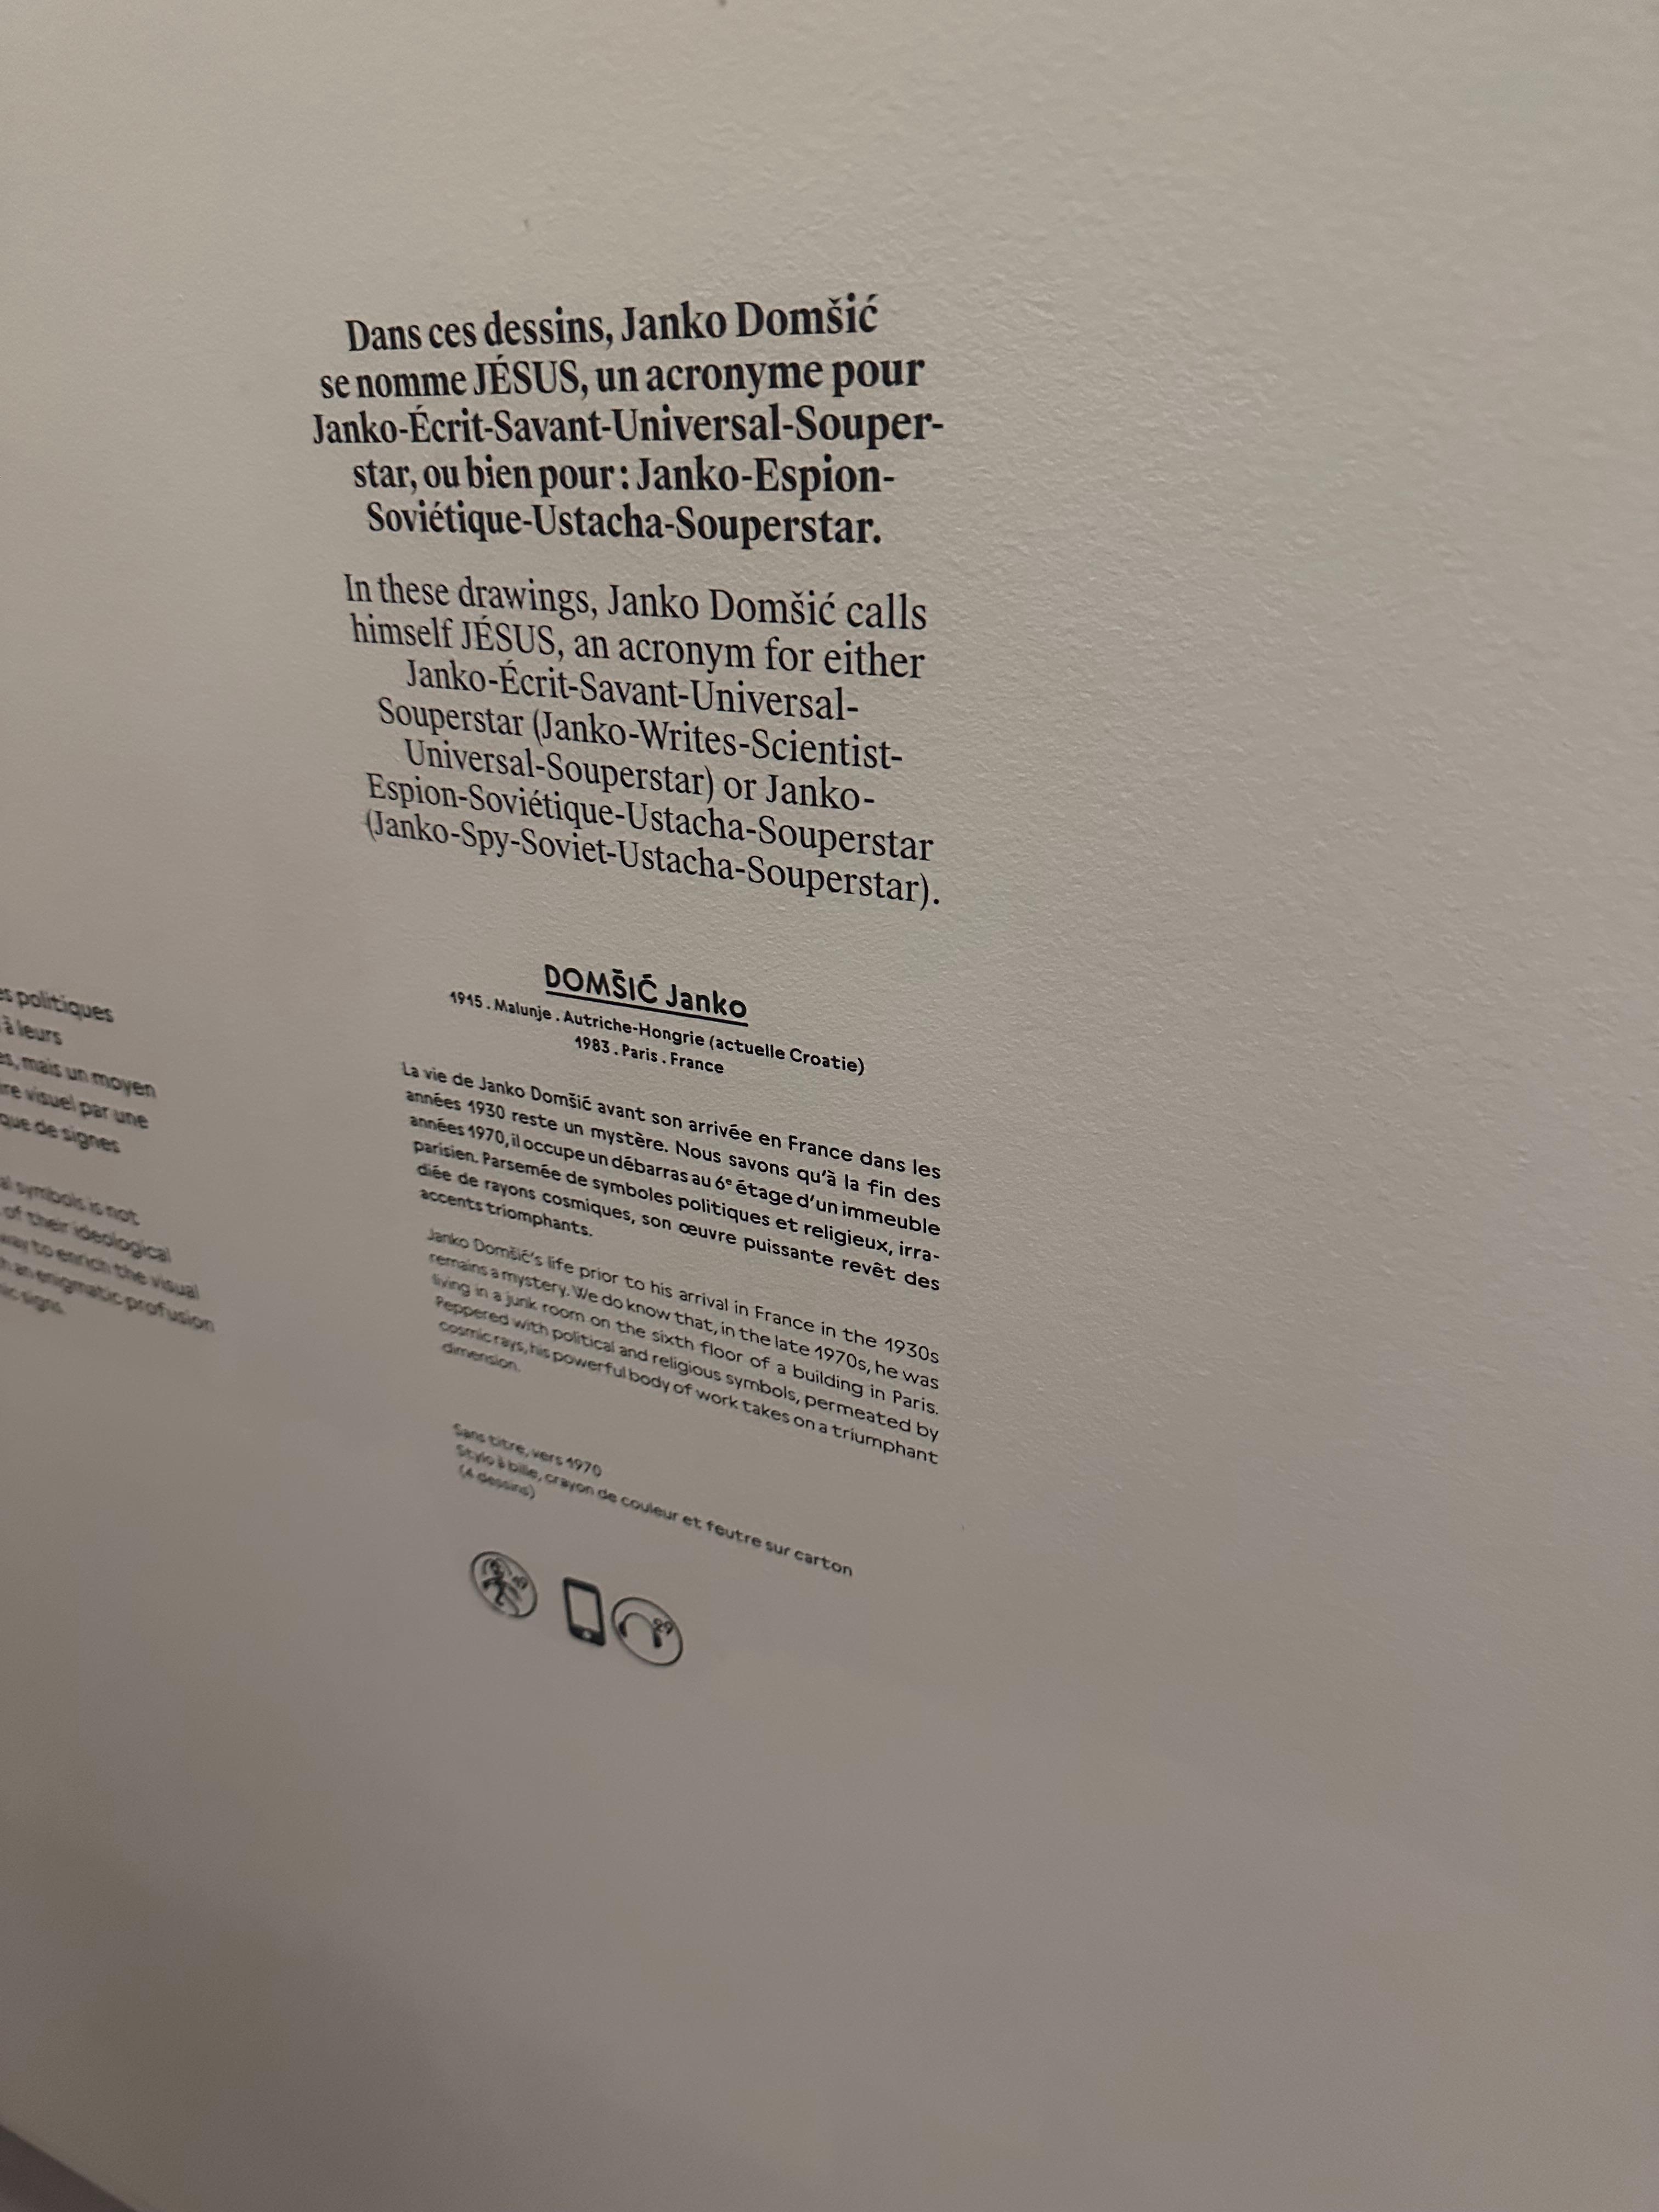 Dans ces dessins, Janko Domšić
se nomme JÉSUS, un acronyme pour
Janko-Écrit-Savant-Universal-Souper-
star, ou bien pour : Janko-Espion-
Soviétique-Ustacha-Souperstar.
In these drawings, Janko Domšić calls
himself JÉSUS, an acronym for either
Janko-Écrit-Savant-Universal-
Souperstar (Janko-Writes-Scientist-
Universal-Souperstar) or Janko-
Espion-Soviétique-Ustacha-Souperstar
(Janko-Spy-Soviet-Ustacha-Souperstar).
es politiques
à leurs
es, mais un moyen
ire visuel par une
que de signes
al symbols is not
of their ideological
way to enrich the visual
h an enigmatic profusion
lic signs.
DOMŠIĆ Janko
1915 . Malunje . Autriche-Hongrie (actuelle Croatie)
1983 . Paris . France
La vie de Janko Domšić avant son arrivée en France dans les
années 1930 reste un mystère. Nous savons qu'à la fin des
années 1970, il occupe un débarras au 6e étage d'un immeuble
parisien. Parsemée de symboles politiques et religieux, irra-
diée de rayons cosmiques, son œuvre puissante revêt des
accents triomphants.
Janko Domšić's life prior to his arrival in France in the 1930s
remains a mystery. We do know that, in the late 1970s, he was
living in a junk room on the sixth floor of a building in Paris.
Peppered with political and religious symbols, permeated by
cosmic rays, his powerful body of work takes on a triumphant
dimension.
Sans titre, vers 1970
Stylo à bille, crayon de couleur et feutre sur carton
(4 dessins)
29